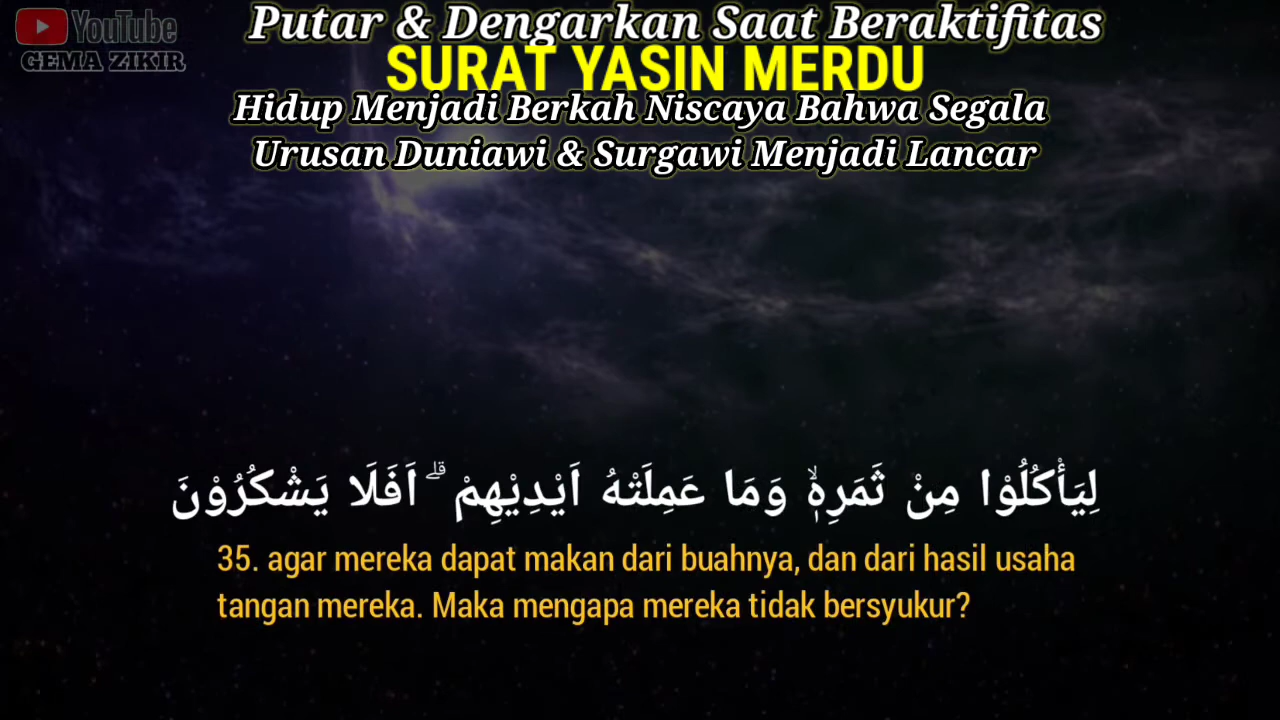 YouTube
GEMA ZIKIR
Putar & Dengarkan Saat Beraktifitas
SURAT YASIN MERDU
Hidup Menjadi Berkah Niscaya Bahwa Segala
Urusan Duniawi & Surgawi Menjadi Lancar
لِيَأْكُلُوْا مِنْ ثَمَرِهٖۙ وَمَا عَمِلَتْهُ اَيْدِيْهِمْ ۗ اَفَلَا يَشْكُرُوْنَ
35. agar mereka dapat makan dari buahnya, dan dari hasil usaha
tangan mereka. Maka mengapa mereka tidak bersyukur?